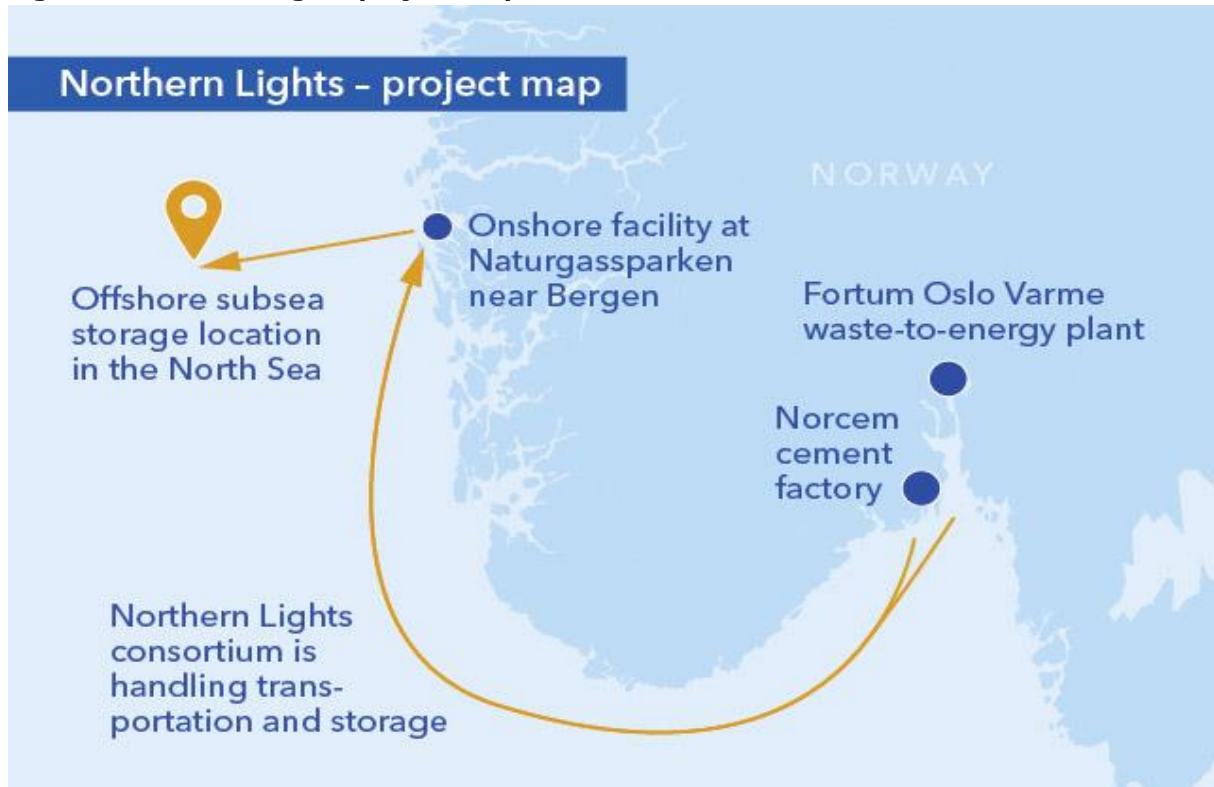 Northern Lights – project map
NORWAY
Onshore facility at
Naturgassparken
near Bergen
Offshore subsea
storage location
in the North Sea
Fortum Oslo Varme
waste-to-energy plant
Norcem
cement
factory
Northern Lights
consortium is
handling trans-
portation and storage